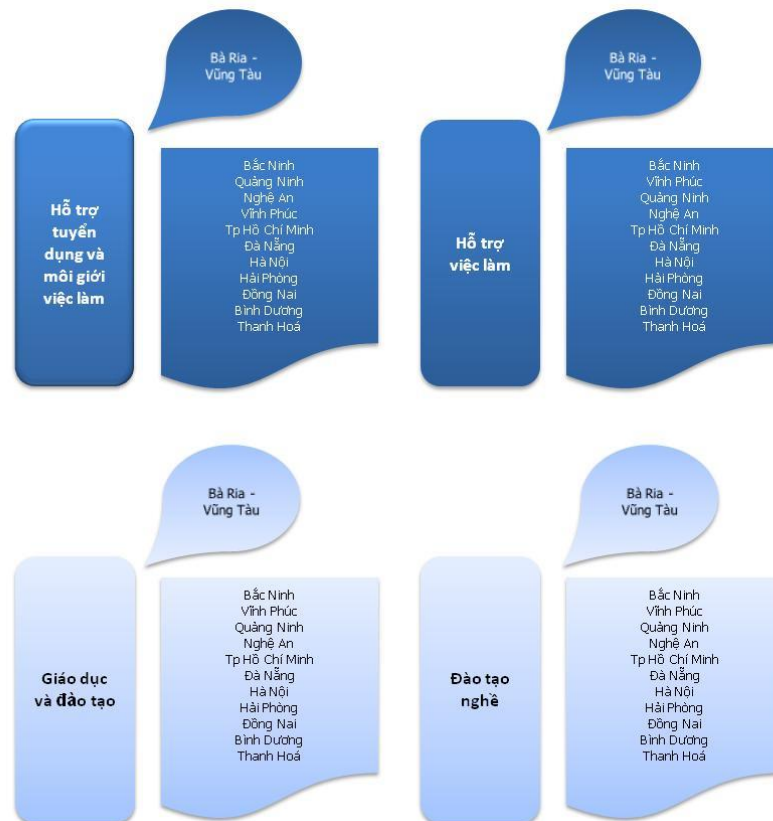 Bà Rịa -
Vũng Tàu
Hỗ trợ
tuyển
dụng và
môi giới
việc làm
Bắc Ninh
Quảng Ninh
Nghệ An
Vĩnh Phúc
Tp Hồ Chí Minh
Đà Nẵng
Hà Nội
Hải Phòng
Đồng Nai
Bình Dương
Thanh Hoá
Bà Rịa -
Vũng Tàu
Hỗ trợ
việc làm
Bắc Ninh
Vĩnh Phúc
Quảng Ninh
Nghệ An
Tp Hồ Chí Minh
Đà Nẵng
Hà Nội
Hải Phòng
Đồng Nai
Bình Dương
Thanh Hoá
Bà Rịa -
Vũng Tàu
Giáo dục
và đào tạo
Bắc Ninh
Vĩnh Phúc
Quảng Ninh
Nghệ An
Tp Hồ Chí Minh
Đà Nẵng
Hà Nội
Hải Phòng
Đồng Nai
Bình Dương
Thanh Hoá
Bà Rịa -
Vũng Tàu
Đào tạo
nghề
Bắc Ninh
Vĩnh Phúc
Quảng Ninh
Nghệ An
Tp Hồ Chí Minh
Đà Nẵng
Hà Nội
Hải Phòng
Đồng Nai
Bình Dương
Thanh Hoá